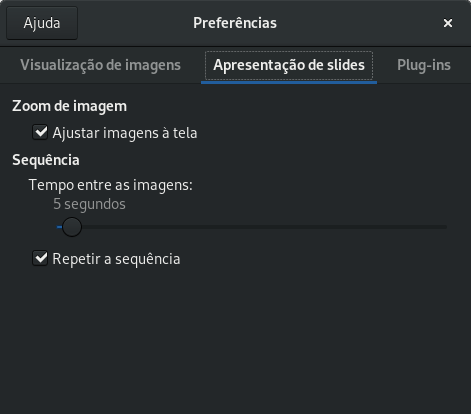 Ajuda
Preferências
Visualização de imagens
Apresentação de slides
Plug-ins
Zoom de imagem
Ajustar imagens à tela
Sequência
Tempo entre as imagens:
5 segundos
Repetir a sequência